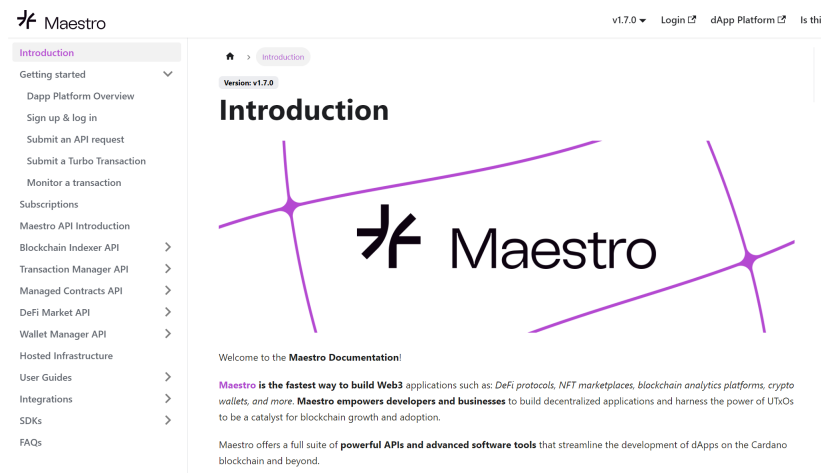 Maestro
v1.7.0 Login dApp Platform Is thi
Introduction
Getting started
Dapp Platform Overview
Sign up & log in
Submit an API request
Submit a Turbo Transaction
Monitor a transaction
Subscriptions
Maestro API Introduction
Blockchain Indexer API
Transaction Manager API
Managed Contracts API
DeFi Market API
Wallet Manager API
Hosted Infrastructure
User Guides
Integrations
SDKs
FAQs
Introduction
Version: v1.7.0
Introduction
Maestro
Welcome to the Maestro Documentation!
Maestro is the fastest way to build Web3 applications such as: DeFi protocols, NFT marketplaces, blockchain analytics platforms, crypto
wallets, and more. Maestro empowers developers and businesses to build decentralized applications and harness the power of UTxOs
to be a catalyst for blockchain growth and adoption.
Maestro offers a full suite of powerful APIs and advanced software tools that streamline the development of dApps on the Cardano
blockchain and beyond.